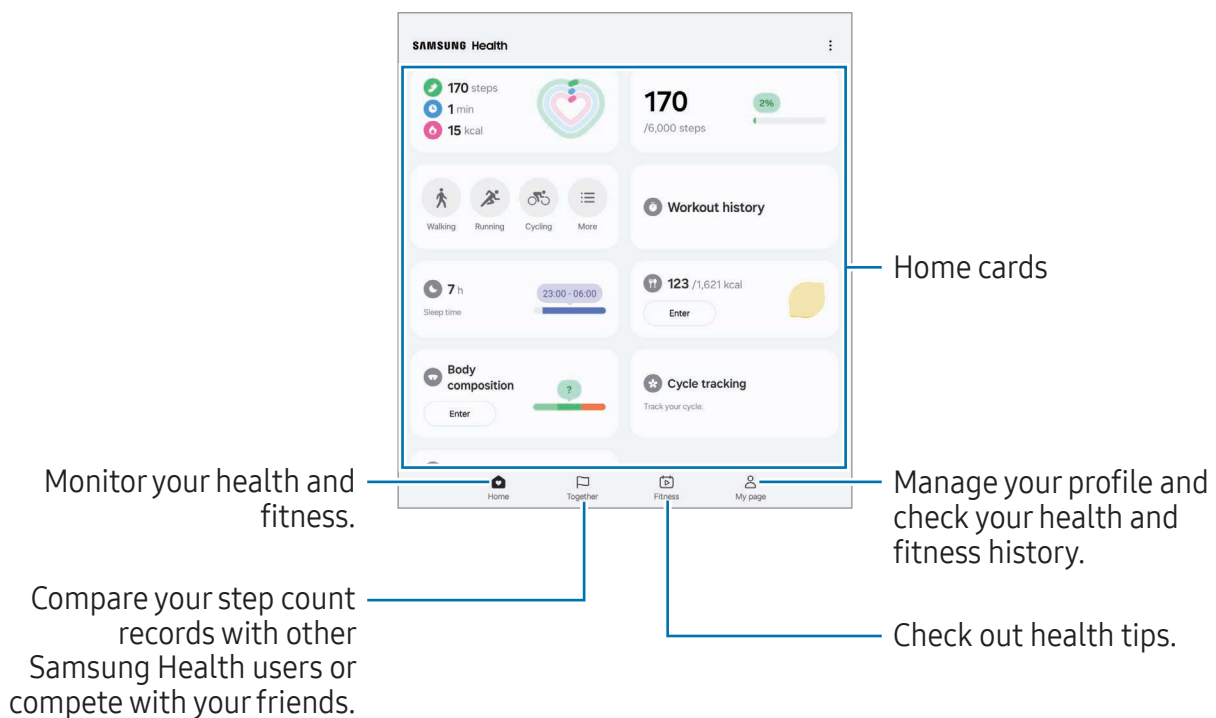 SAMSUNG Health
170 steps
1 min
15 kcal
170
/6,000 steps
2%
Walking
Running
Cycling
More
Workout history
7 h
Sleep time
23:00 - 06:00
123 /1,621 kcal
Enter
Body
composition
Enter
?
Cycle tracking
Track your cycle.
Home cards
Home
Together
Fitness
My page
Monitor your health and
fitness.
Compare your step count
records with other
Samsung Health users or
compete with your friends.
Manage your profile and
check your health and
fitness history.
Check out health tips.